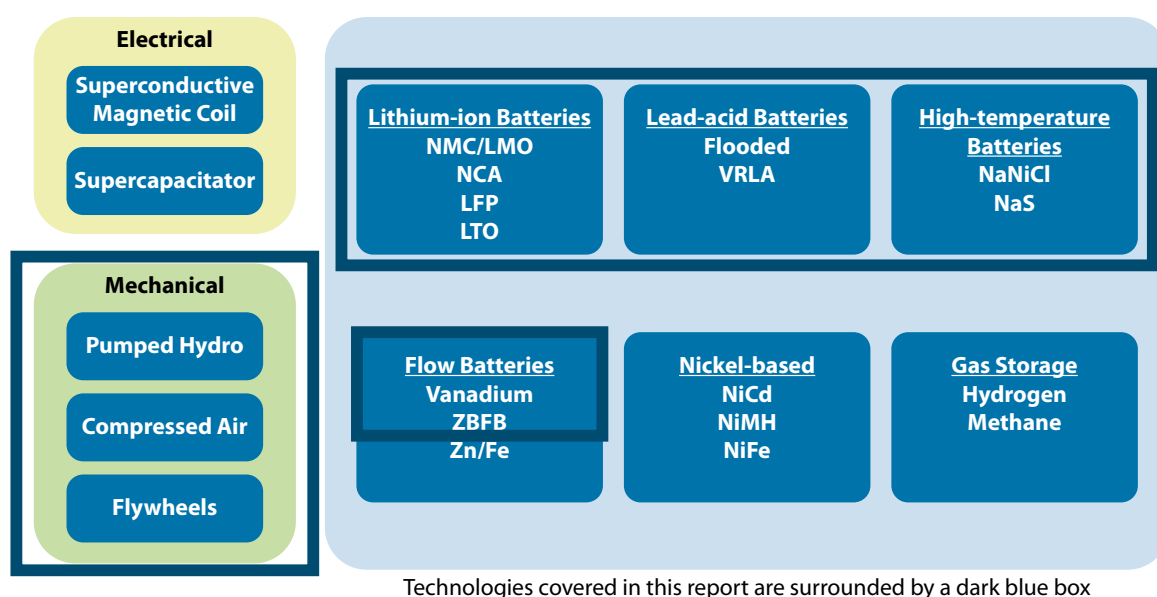 Electrical
Superconductive
Magnetic Coil
Supercapacitator
Mechanical
Pumped Hydro
Compressed Air
Flywheels
Lithium-ion Batteries
NMC/LMO
NCA
LFP
LTO
Lead-acid Batteries
Flooded
VRLA
High-temperature
Batteries
NaNiCl
NaS
Flow Batteries
Vanadium
ZBFB
Zn/Fe
Nickel-based
NiCd
NiMH
NiFe
Gas Storage
Hydrogen
Methane
Technologies covered in this report are surrounded by a dark blue box